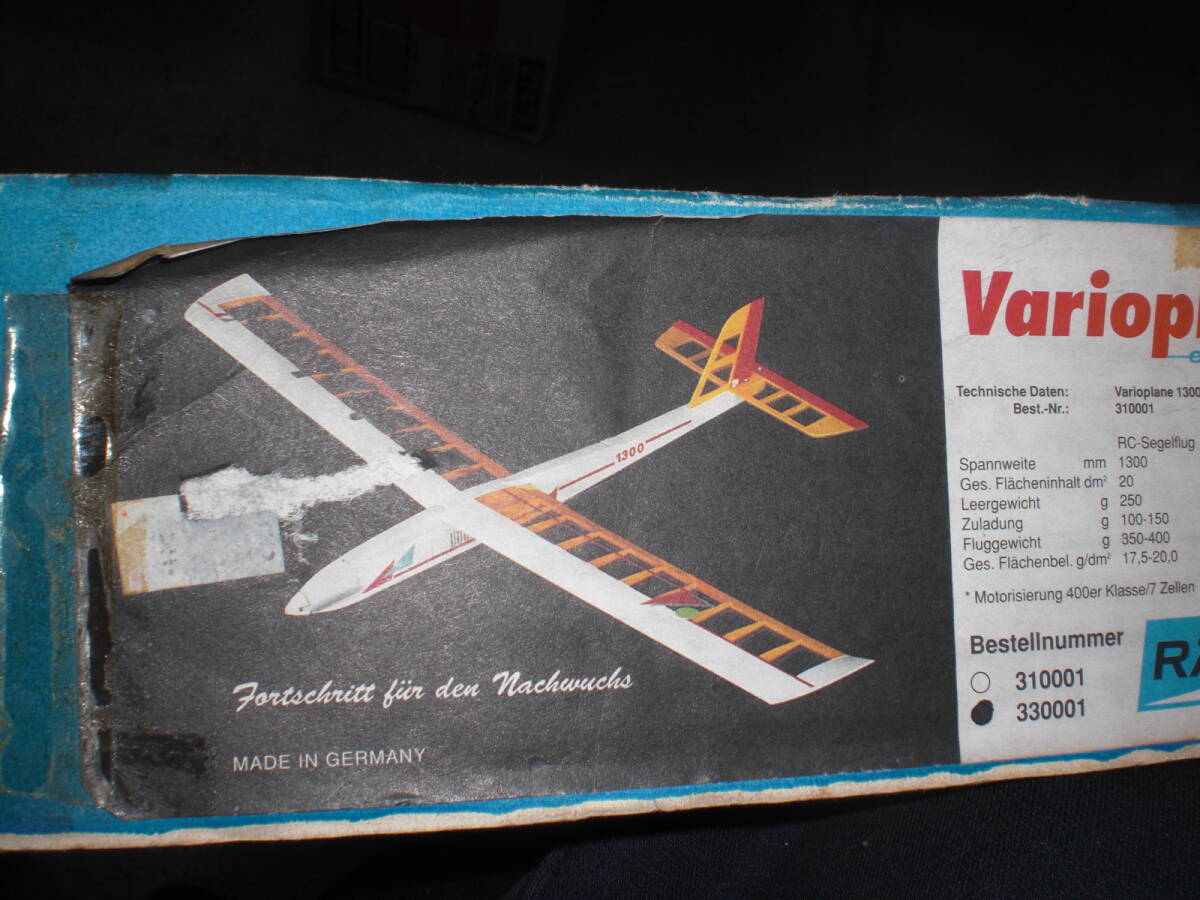 Variop
Technische Daten: Varioplane 1300
Best.-Nr.: 310001
RC-Segelflug
Spannweite mm 1300
Ges. Flächeninhalt dm² 20
Leergewicht g 250
Zuladung g 100-150
Fluggewicht g 350-400
Ges. Flächenbel. g/dm² 17,5-20,0
* Motorisierung 400er Klasse/7 Zellen
Bestellnummer
310001
330001
1300
Fortschritt für den Nachwuchs
MADE IN GERMANY